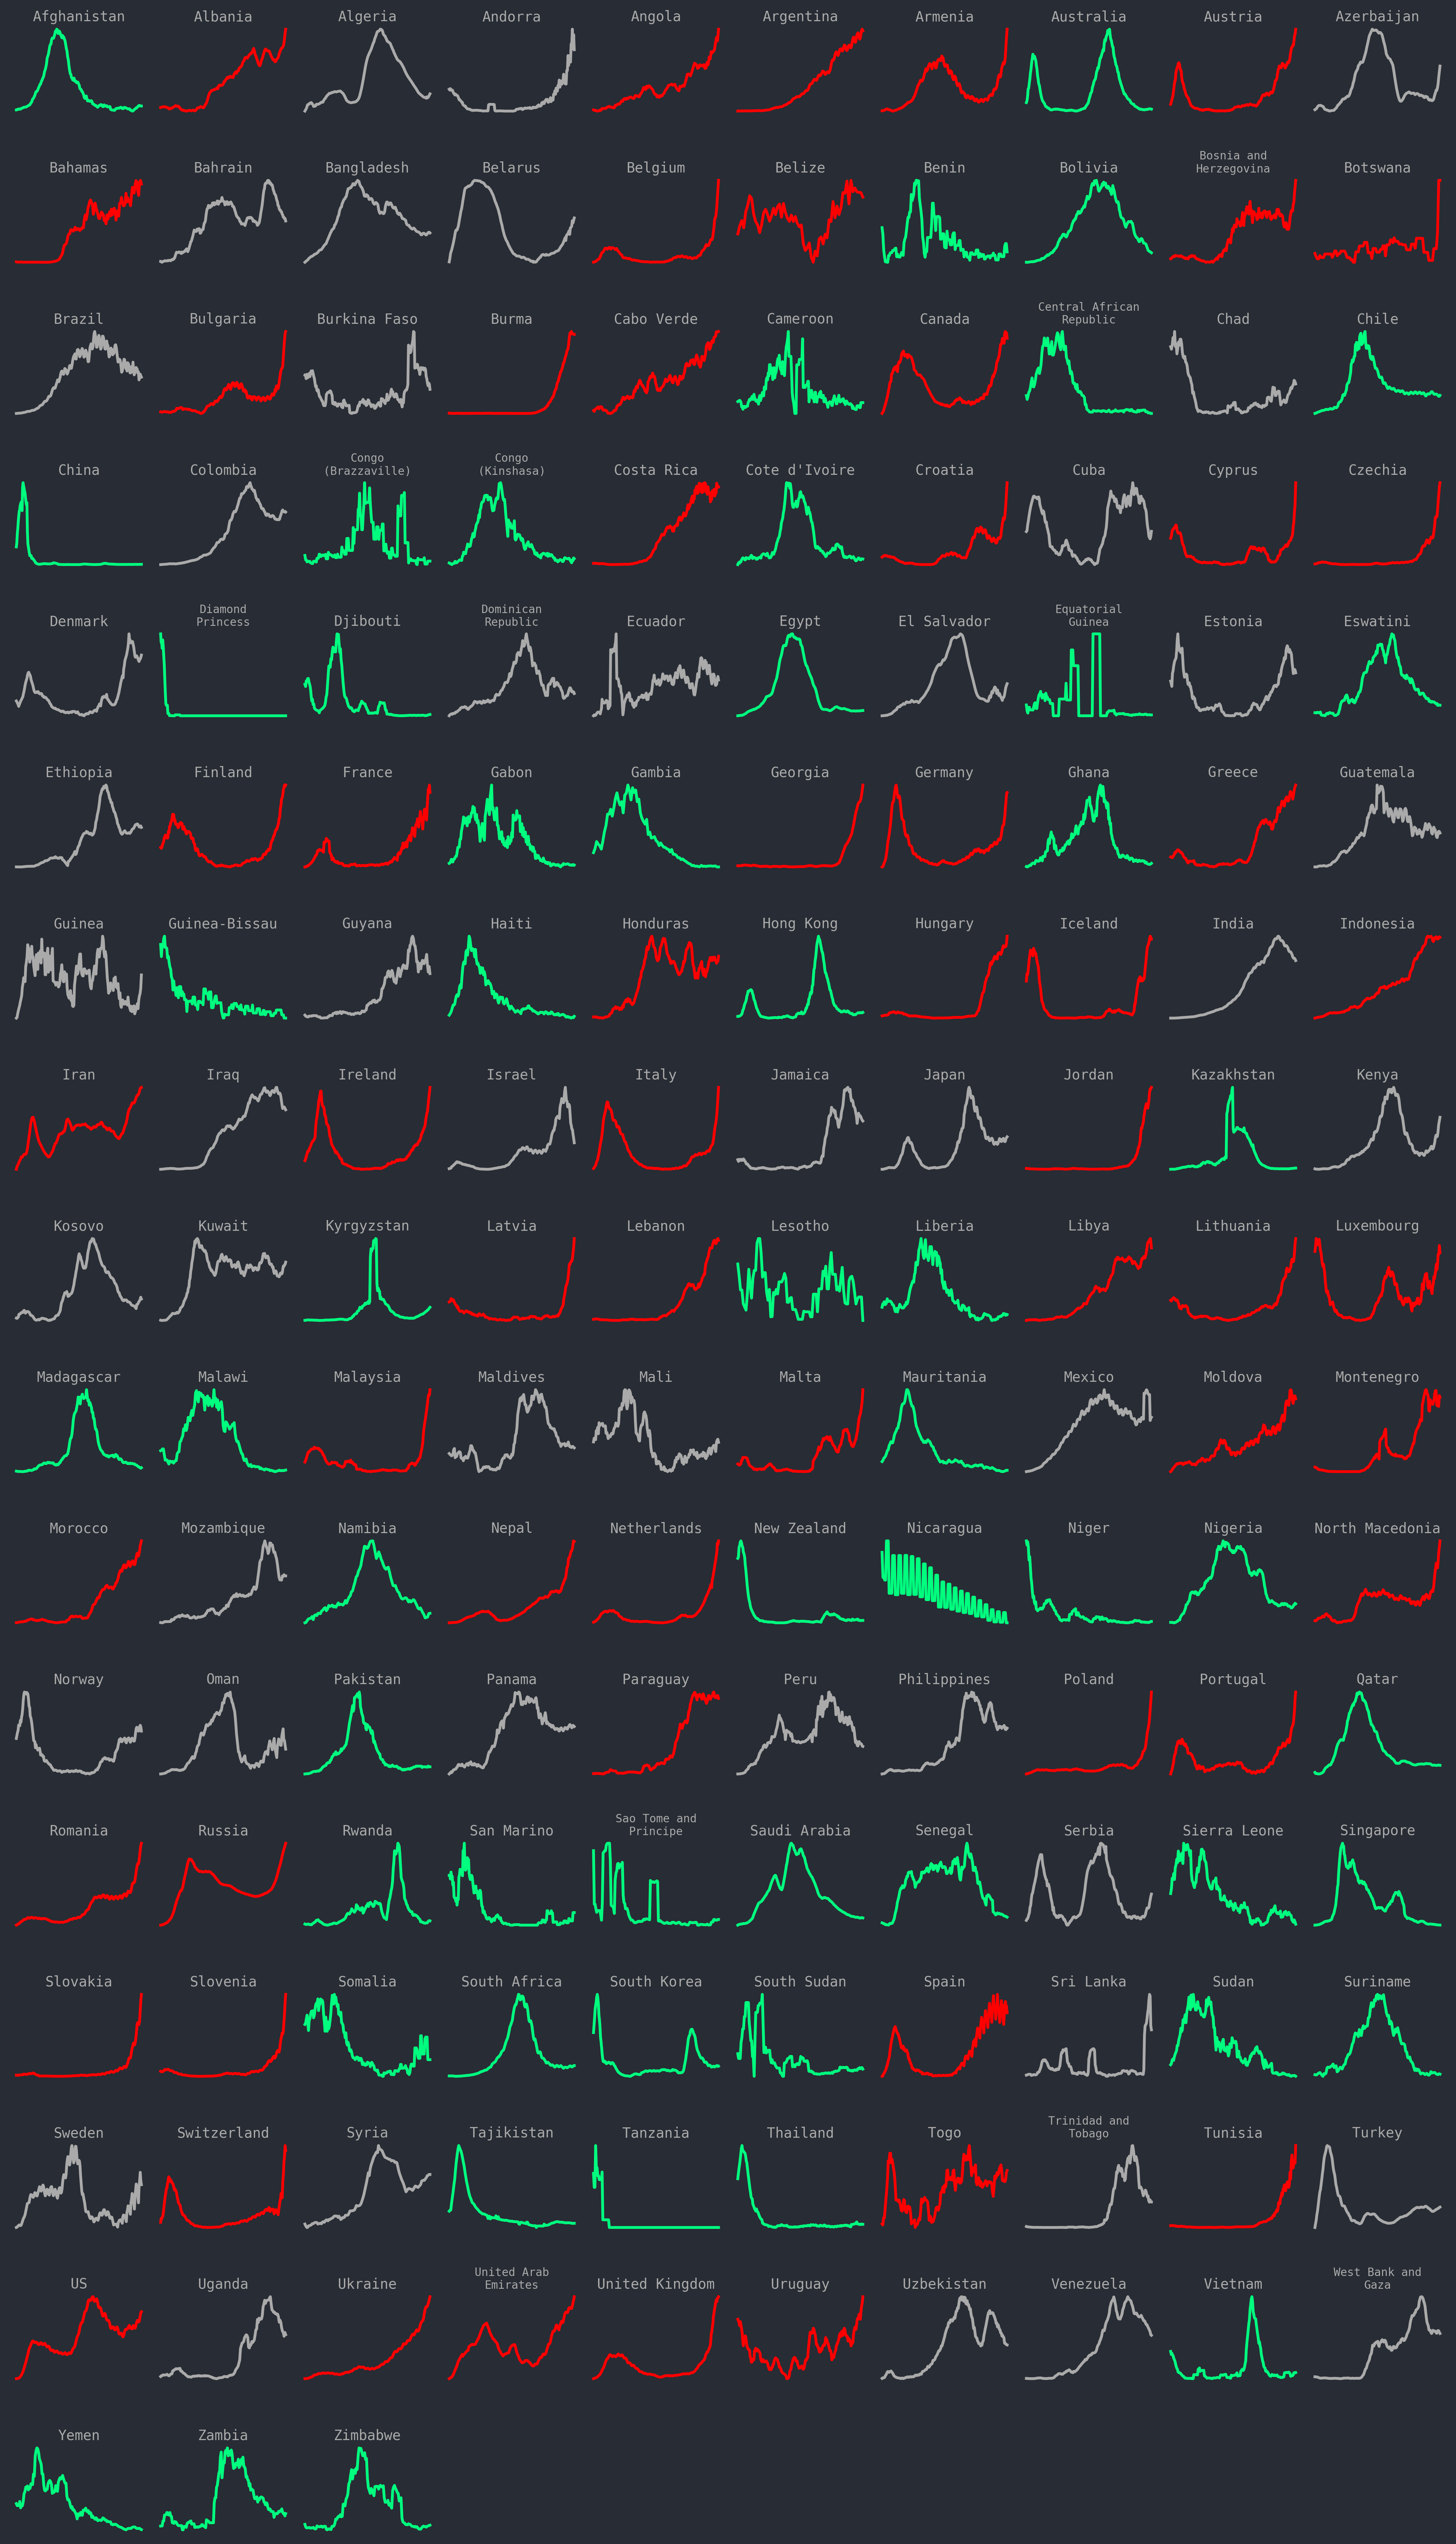 Afghanistan
Albania
Algeria
Andorra
Angola
Argentina
Armenia
Australia
Austria
Azerbaijan
Bahamas
Bahrain
Bangladesh
Belarus
Belgium
Belize
Benin
Bolivia
Bosnia and
Herzegovina
Botswana
Brazil
Bulgaria
Burkina Faso
Burma
Cabo Verde
Cameroon
Canada
Central African
Republic
Chad
Chile
China
Colombia
Congo
(Brazzaville)
Congo
(Kinshasa)
Costa Rica
Cote d'Ivoire
Croatia
Cuba
Cyprus
Czechia
Denmark
Diamond
Princess
Djibouti
Dominican
Republic
Ecuador
Egypt
El Salvador
Equatorial
Guinea
Estonia
Eswatini
Ethiopia
Finland
France
Gabon
Gambia
Georgia
Germany
Ghana
Greece
Guatemala
Guinea
Guinea-Bissau
Guyana
Haiti
Honduras
Hong Kong
Hungary
Iceland
India
Indonesia
Iran
Iraq
Ireland
Israel
Italy
Jamaica
Japan
Jordan
Kazakhstan
Kenya
Kosovo
Kuwait
Kyrgyzstan
Latvia
Lebanon
Lesotho
Liberia
Libya
Lithuania
Luxembourg
Madagascar
Malawi
Malaysia
Maldives
Mali
Malta
Mauritania
Mexico
Moldova
Montenegro
Morocco
Mozambique
Namibia
Nepal
Netherlands
New Zealand
Nicaragua
Niger
Nigeria
North Macedonia
Norway
Oman
Pakistan
Panama
Paraguay
Peru
Philippines
Poland
Portugal
Qatar
Romania
Russia
Rwanda
San Marino
Sao Tome and
Principe
Saudi Arabia
Senegal
Serbia
Sierra Leone
Singapore
Slovakia
Slovenia
Somalia
South Africa
South Korea
South Sudan
Spain
Sri Lanka
Sudan
Suriname
Sweden
Switzerland
Syria
Tajikistan
Tanzania
Thailand
Togo
Trinidad and
Tobago
Tunisia
Turkey
US
Uganda
Ukraine
United Arab
Emirates
United Kingdom
Uruguay
Uzbekistan
Venezuela
Vietnam
West Bank and
Gaza
Yemen
Zambia
Zimbabwe